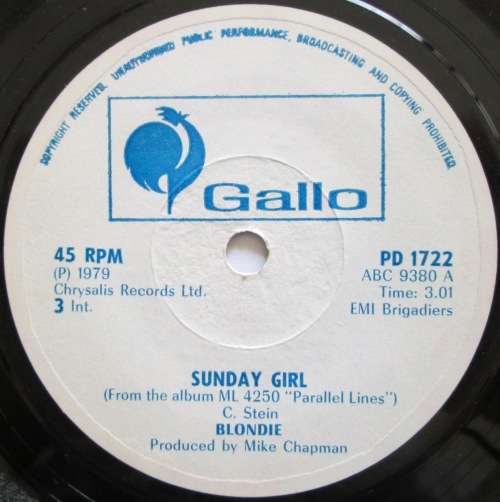 COPYRIGHT RESERVED. UNAUTHORISED PUBLIC PERFORMANCE, BROADCASTING AND COPYING PROHIBITED
Gallo
45 RPM
(P) 1979
Chrysalis Records Ltd.
3 Int.
PD 1722
ABC 9380 A
Time: 3.01
EMI Brigadiers
SUNDAY GIRL
(From the album ML 4250 "Parallel Lines")
C. Stein
BLONDIE
Produced by Mike Chapman